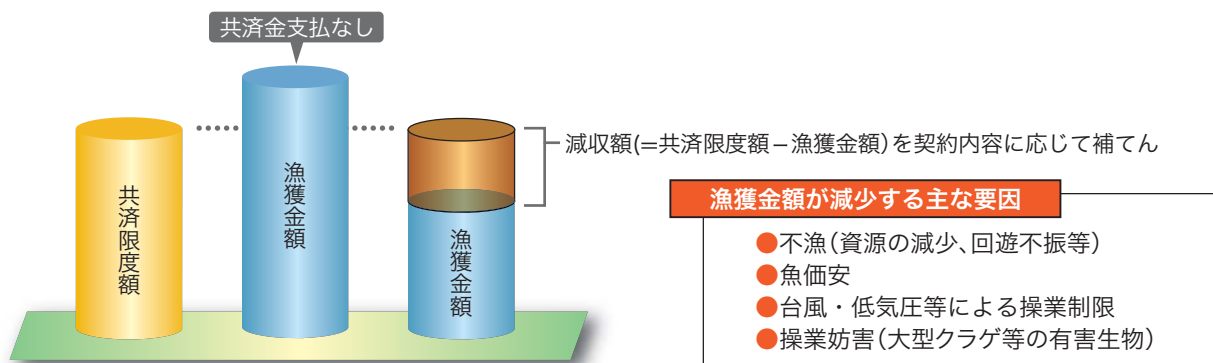 共済金支払なし
共済限度額
漁獲金額
漁獲金額
減収額(=共済限度額−漁獲金額)を契約内容に応じて補てん
漁獲金額が減少する主な要因
●不漁(資源の減少、回遊不振等)
●魚価安
●台風・低気圧等による操業制限
●操業妨害(大型クラゲ等の有害生物)